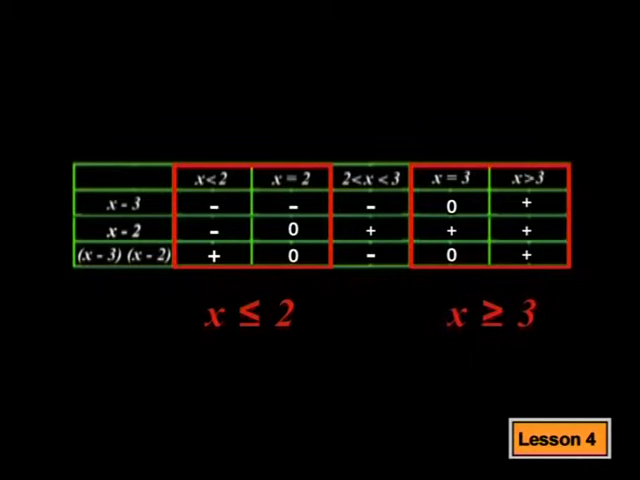 x<2 x = 2 2<x <3 x = 3 x>3
x - 3 - - - 0 +
x - 2 - 0 + + +
(x - 3) (x - 2) + 0 - 0 +
x ≤ 2 x ≥ 3
Lesson 4